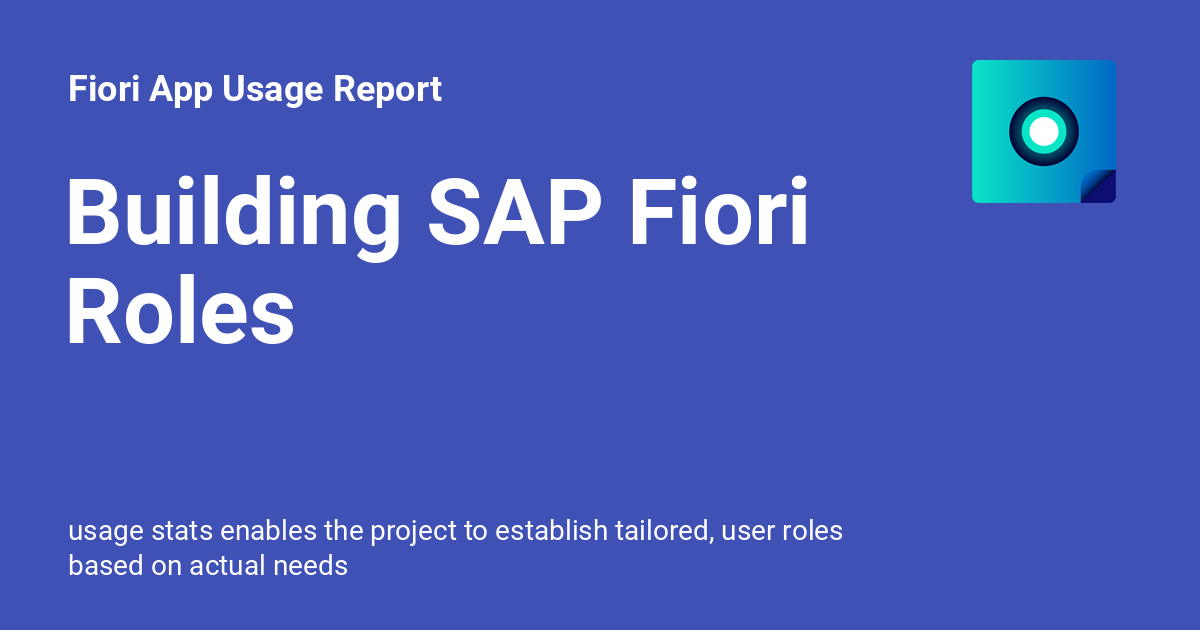 Fiori App Usage Report
Building SAP Fiori
Roles
usage stats enables the project to establish tailored, user roles
based on actual needs